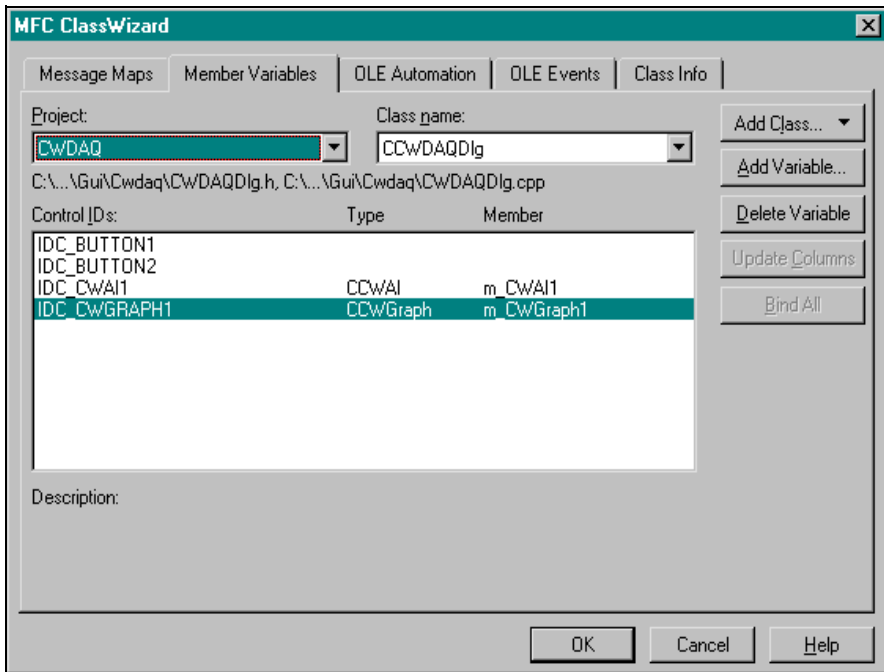 MFC ClassWizard
Message Maps Member Variables OLE Automation OLE Events Class Info
Project: Class name:
CWDAQ CCWDAQDlg
C:\...\Gui\Cwdaq\CWDAQDlg.h, C:\...\Gui\Cwdaq\CWDAQDlg.cpp
Control IDs: Type Member
IDC_BUTTON1
IDC_BUTTON2
IDC_CWAI1 CCWAI m_CWAI1
IDC_CWGRAPH1 CCWGraph m_CWGraph1
Add Class...
Add Variable...
Delete Variable
Update Columns
Bind All
Description:
OK Cancel Help